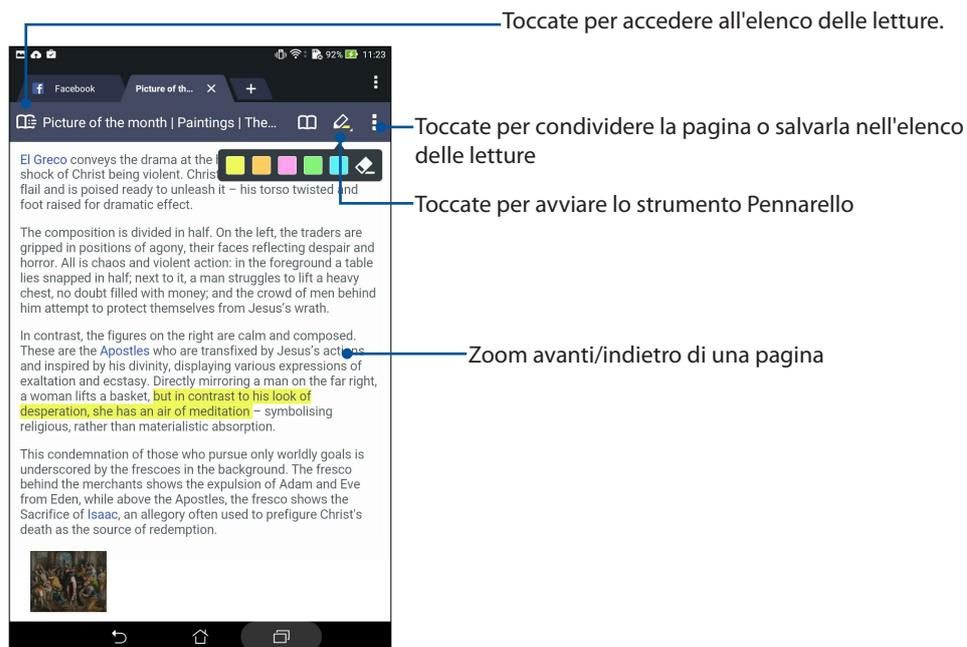 Toccate per accedere all'elenco delle letture.
92% 11:23
Facebook
Picture of th...
Picture of the month | Paintings | The...
Toccate per condividere la pagina o salvarla nell'elenco
delle letture
El Greco conveys the drama at the
shock of Christ being violent. Christ
flail and is poised ready to unleash it – his torso twisted and
foot raised for dramatic effect.
Toccate per avviare lo strumento Pennarello
The composition is divided in half. On the left, the traders are
gripped in positions of agony, their faces reflecting despair and
horror. All is chaos and violent action: in the foreground a table
lies snapped in half; next to it, a man struggles to lift a heavy
chest, no doubt filled with money; and the crowd of men behind
him attempt to protect themselves from Jesus's wrath.
In contrast, the figures on the right are calm and composed.
These are the Apostles who are transfixed by Jesus's actions
and inspired by his divinity, displaying various expressions of
exaltation and ecstasy. Directly mirroring a man on the far right,
a woman lifts a basket, but in contrast to his look of
desperation, she has an air of meditation – symbolising
religious, rather than materialistic absorption.
Zoom avanti/indietro di una pagina
This condemnation of those who pursue only worldly goals is
underscored by the frescoes in the background. The fresco
behind the merchants shows the expulsion of Adam and Eve
from Eden, while above the Apostles, the fresco shows the
Sacrifice of Isaac, an allegory often used to prefigure Christ's
death as the source of redemption.